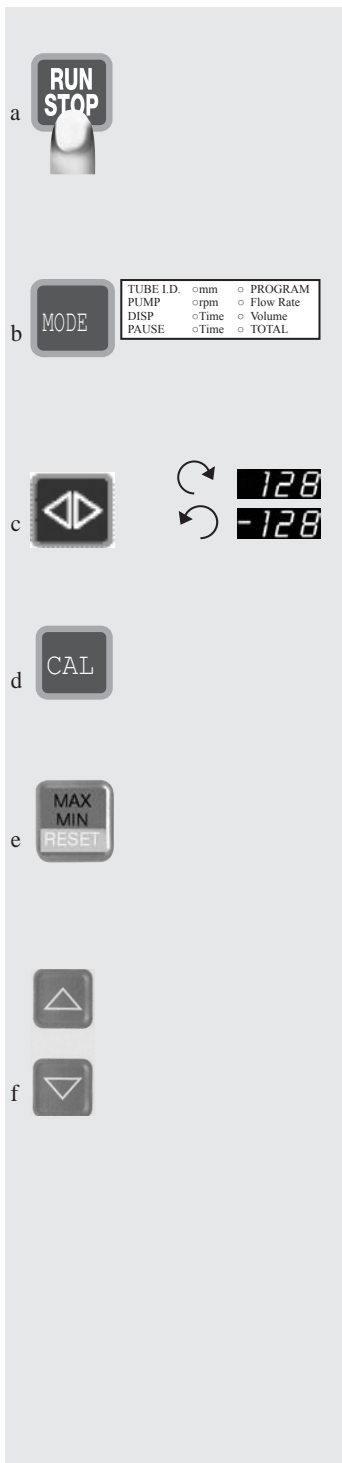 RUN
STOP
a
MODE
b
TUBE I.D. ○mm ○ PROGRAM
PUMP ○rpm ○ Flow Rate
DISP ○Time ○ Volume
PAUSE ○Time ○ TOTAL
c
128
-128
CAL
d
MAX
MIN
RESET
e
f